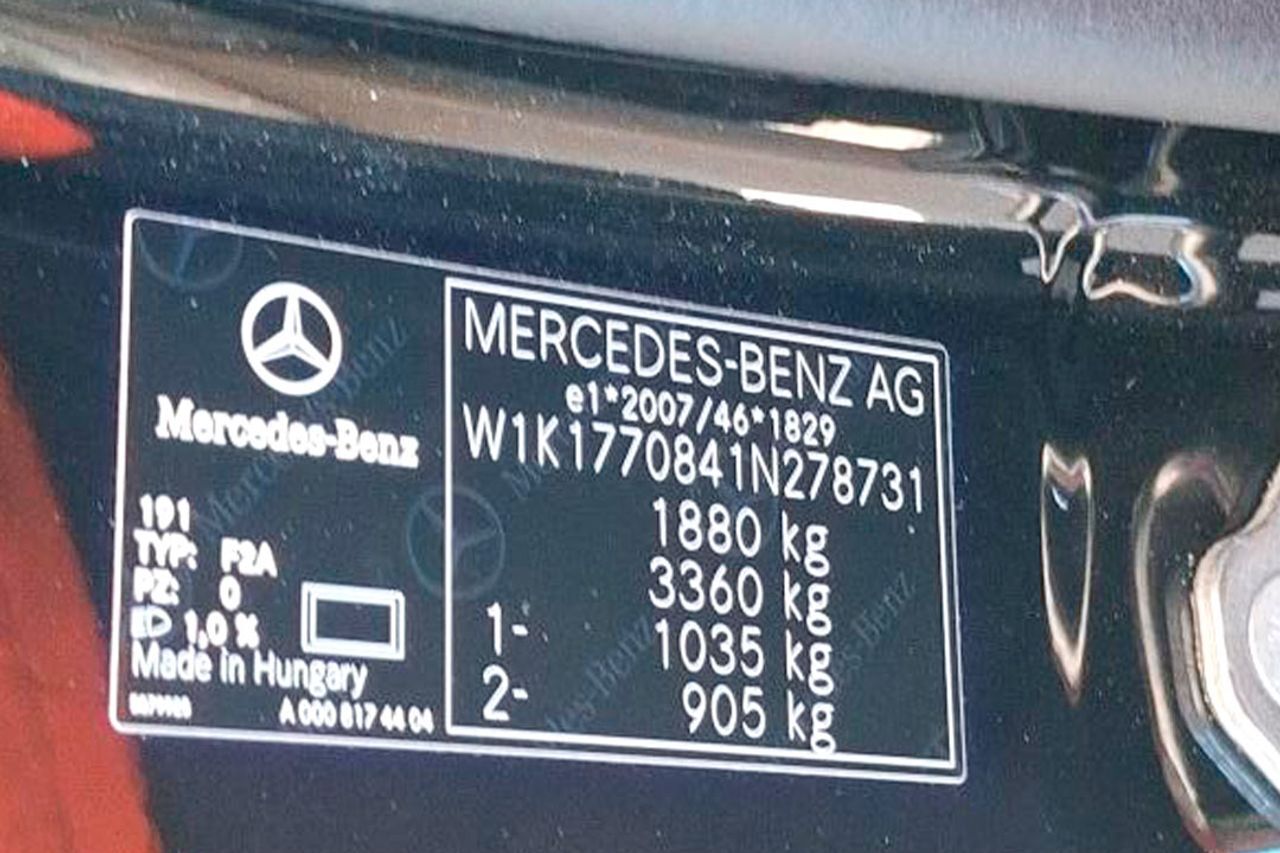 Mercedes-Benz
191
TYP: F2A
PZ: 0
1,0 %
Made in Hungary
A 000 817 44 04
MERCEDES-BENZ AG
e1*2007/46*1829
W1K1770841N278731
1880 kg
3360 kg
1- 1035 kg
2- 905 kg